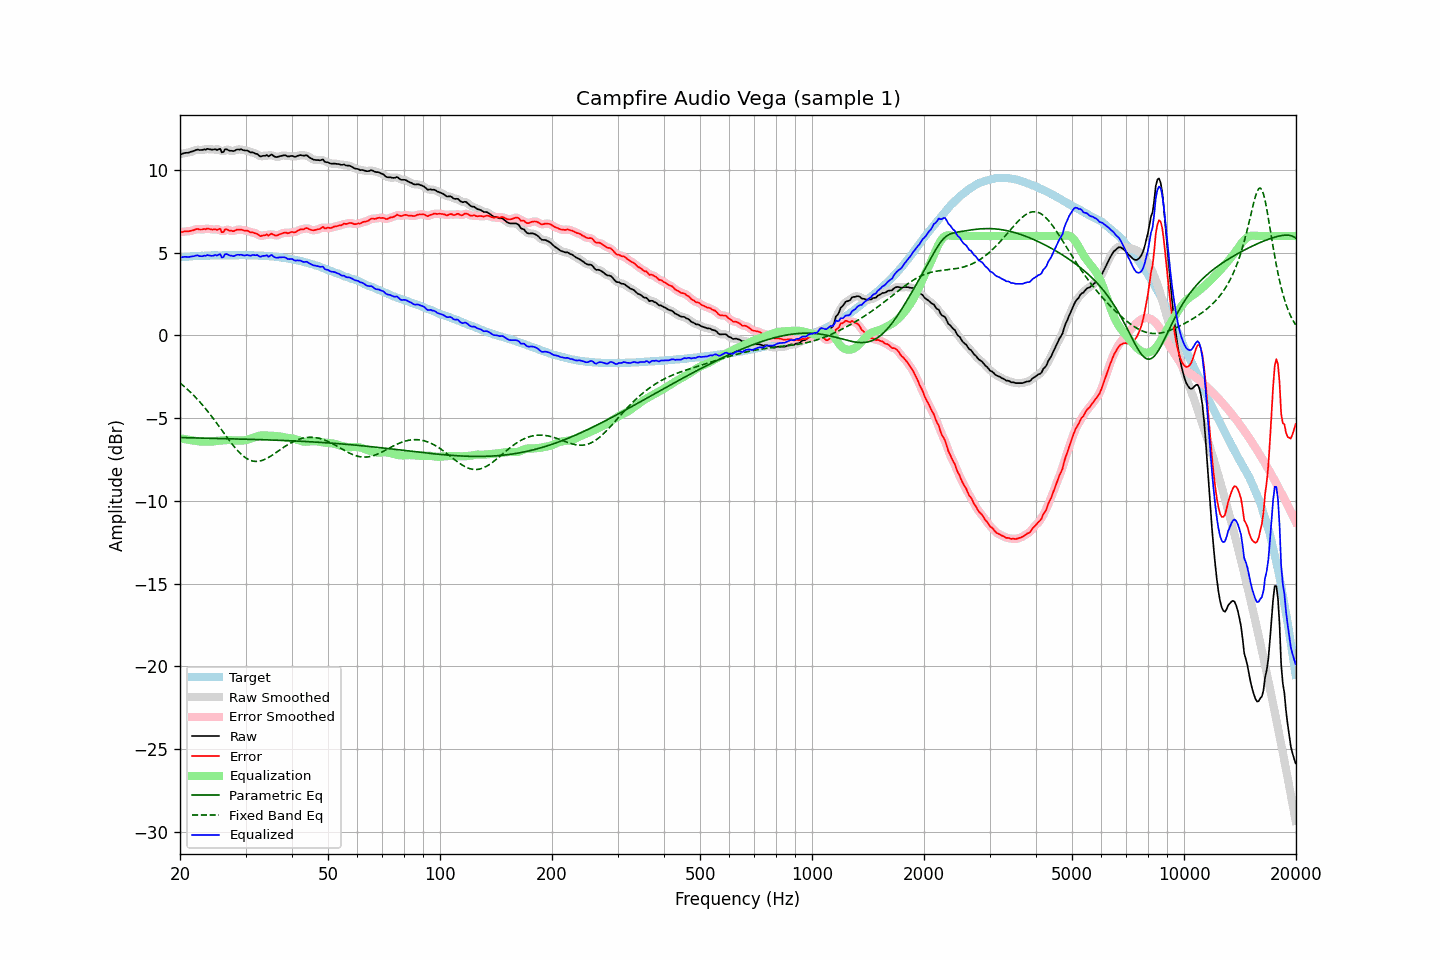 Campfire Audio Vega (sample 1)
Amplitude (dBr)
10
5
0
−5
−10
−15
−20
−25
−30
Target
Raw Smoothed
Error Smoothed
Raw
Error
Equalization
Parametric Eq
Fixed Band Eq
Equalized
20 50 100 200 500 1000 2000 5000 10000 20000
Frequency (Hz)